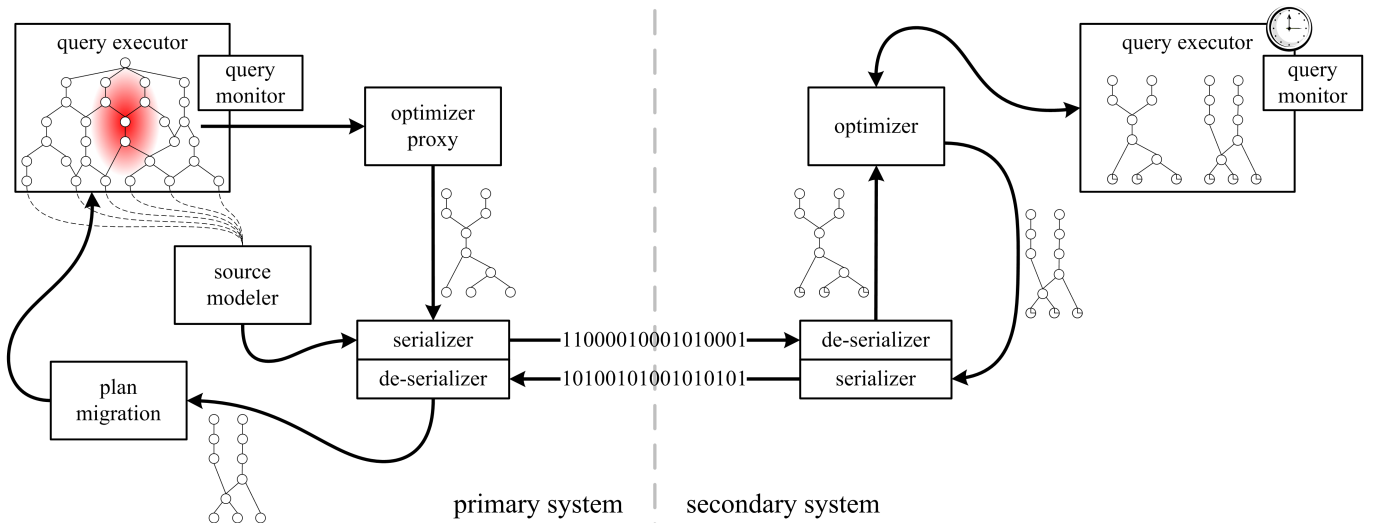 query executor
query
monitor
optimizer
proxy
source
modeler
serializer
de-serializer
plan
migration
primary system
11000010001010001
10100101001010101
optimizer
query executor
query
monitor
de-serializer
serializer
secondary system